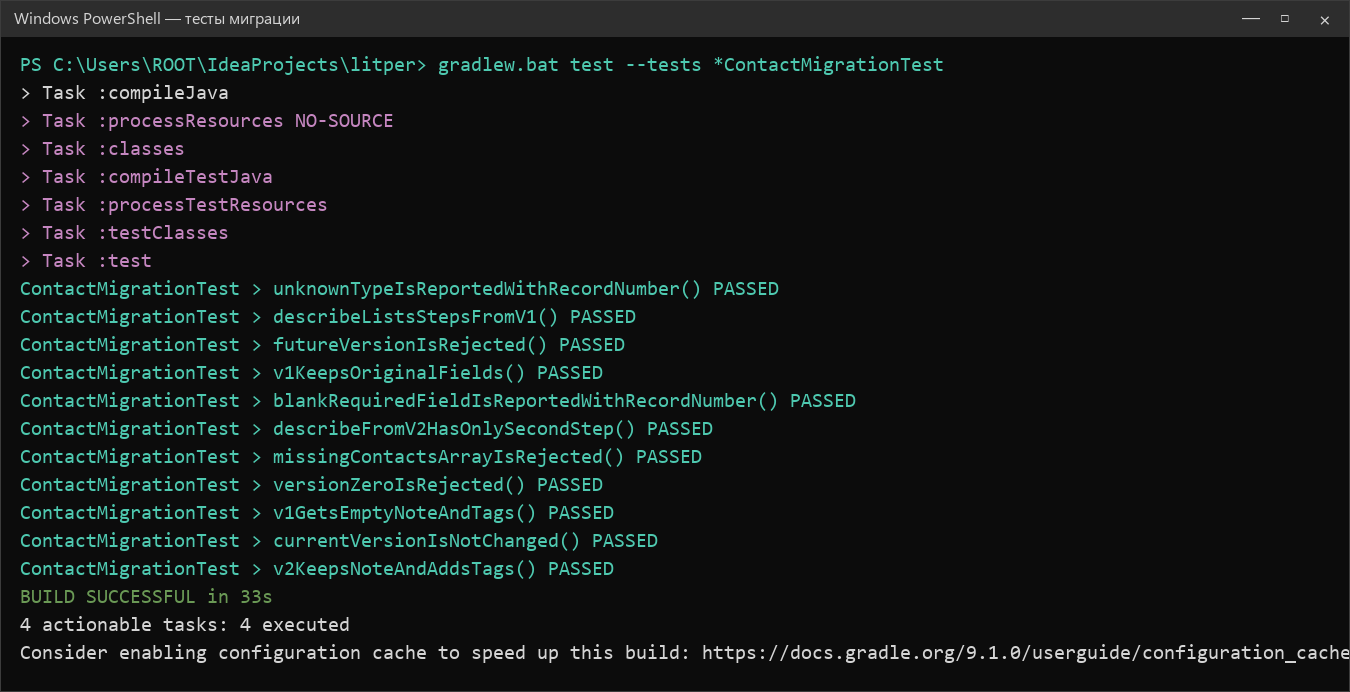 Windows PowerShell — тесты миграции
PS C:\Users\ROOT\IdeaProjects\litper> gradlew.bat test --tests *ContactMigrationTest
> Task :compileJava
> Task :processResources NO-SOURCE
> Task :classes
> Task :compileTestJava
> Task :processTestResources
> Task :testClasses
> Task :test
ContactMigrationTest > unknownTypeIsReportedWithRecordNumber() PASSED
ContactMigrationTest > describeListsStepsFromV1() PASSED
ContactMigrationTest > futureVersionIsRejected() PASSED
ContactMigrationTest > v1KeepsOriginalFields() PASSED
ContactMigrationTest > blankRequiredFieldIsReportedWithRecordNumber() PASSED
ContactMigrationTest > describeFromV2HasOnlySecondStep() PASSED
ContactMigrationTest > missingContactsArrayIsRejected() PASSED
ContactMigrationTest > versionZeroIsRejected() PASSED
ContactMigrationTest > v1GetsEmptyNoteAndTags() PASSED
ContactMigrationTest > currentVersionIsNotChanged() PASSED
ContactMigrationTest > v2KeepsNoteAndAddsTags() PASSED
BUILD SUCCESSFUL in 33s
4 actionable tasks: 4 executed
Consider enabling configuration cache to speed up this build: https://docs.gradle.org/9.1.0/userguide/configuration_cache